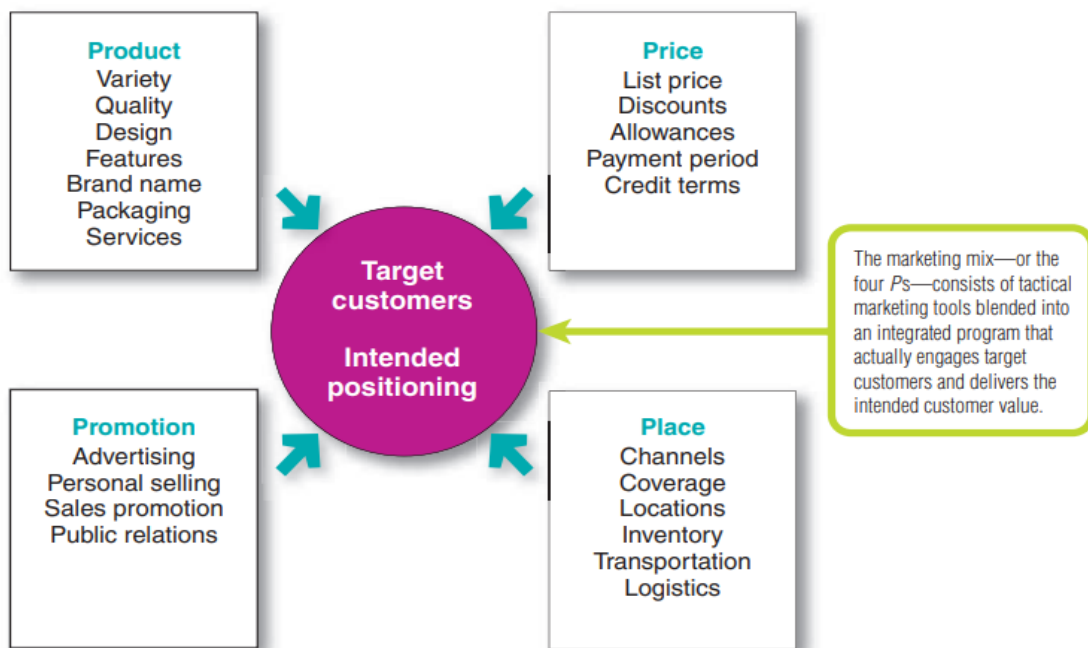 Product
Variety
Quality
Design
Features
Brand name
Packaging
Services
Price
List price
Discounts
Allowances
Payment period
Credit terms
Target
customers
Intended
positioning
The marketing mix—or the
four Ps—consists of tactical
marketing tools blended into
an integrated program that
actually engages target
customers and delivers the
intended customer value.
Promotion
Advertising
Personal selling
Sales promotion
Public relations
Place
Channels
Coverage
Locations
Inventory
Transportation
Logistics